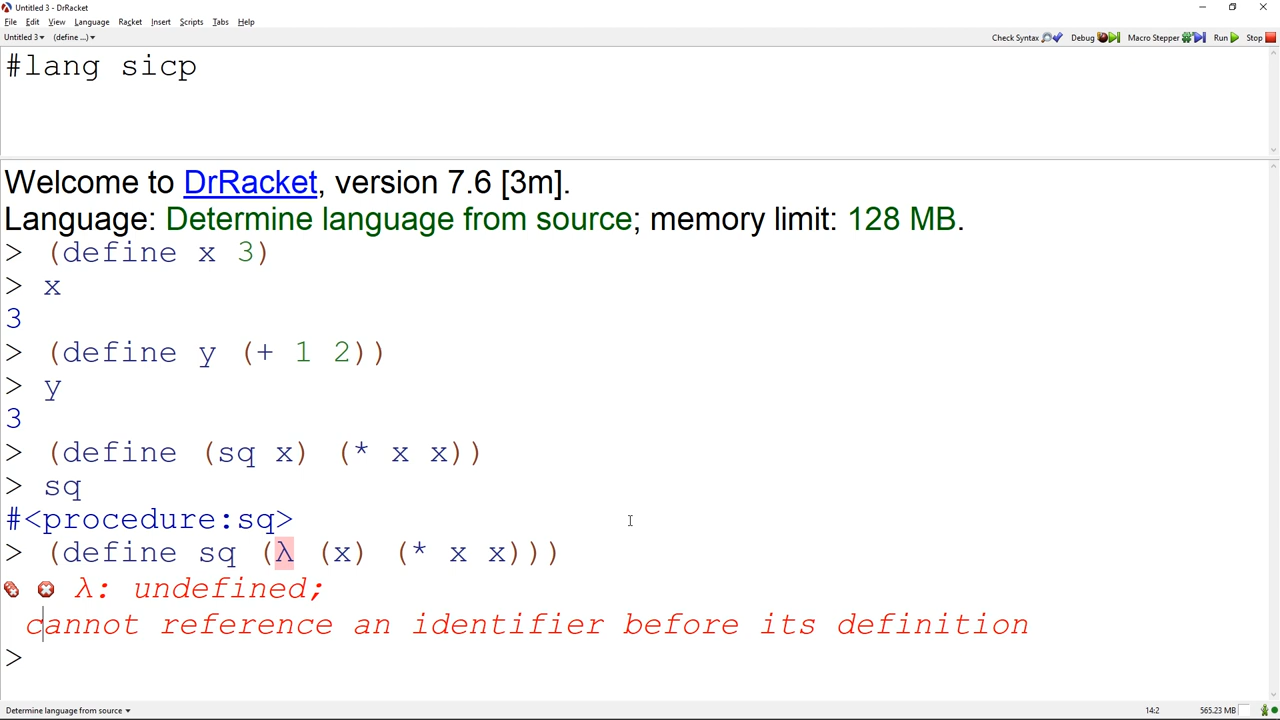 Untitled 3 - DrRacket
File Edit View Language Racket Insert Scripts Tabs Help
Untitled 3 (define ...) Check Syntax Debug Macro Stepper Run Stop
#lang sicp
Welcome to DrRacket, version 7.6 [3m].
Language: Determine language from source; memory limit: 128 MB.
> (define x 3)
> x
3
> (define y (+ 1 2))
> y
3
> (define (sq x) (* x x))
> sq
#<procedure:sq>
> (define sq (λ (x) (* x x)))
λ: undefined;
cannot reference an identifier before its definition
>
Determine language from source 14:2 565.23 MB